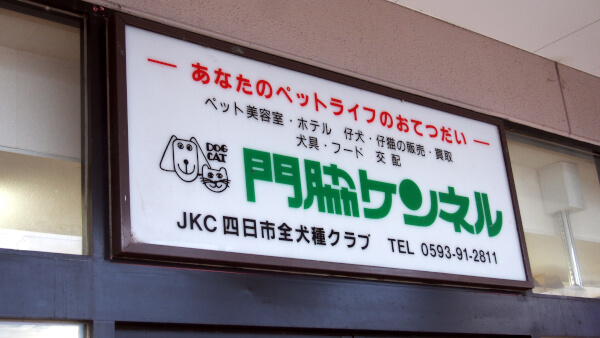 ― あなたのペットライフのおてつだい ―
ペット美容室・ホテル 仔犬・仔猫の販売・買取
犬具・フード 交配
DOG
CAT
門脇ケンネル
JKC 四日市全犬種クラブ TEL 0593-91-2811